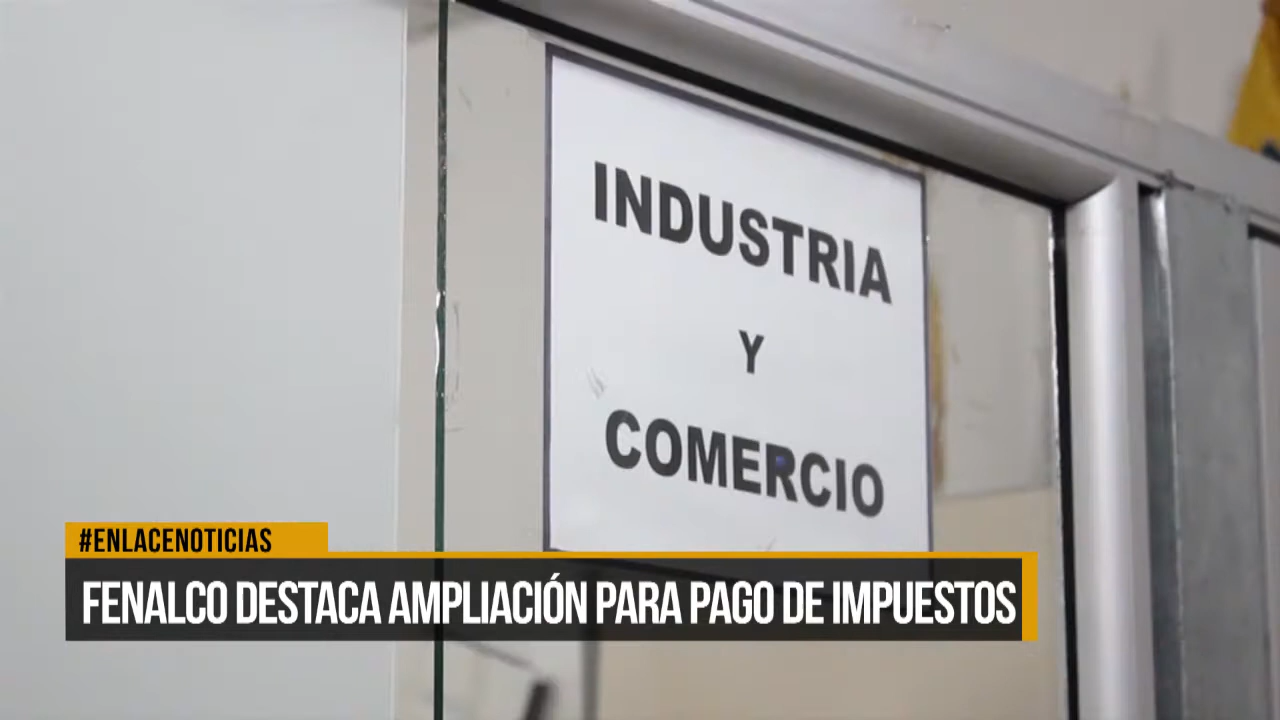 INDUSTRIA
Y
COMERCIO
#ENLACENOTICIAS
FENALCO DESTACA AMPLIACIÓN PARA PAGO DE IMPUESTOS